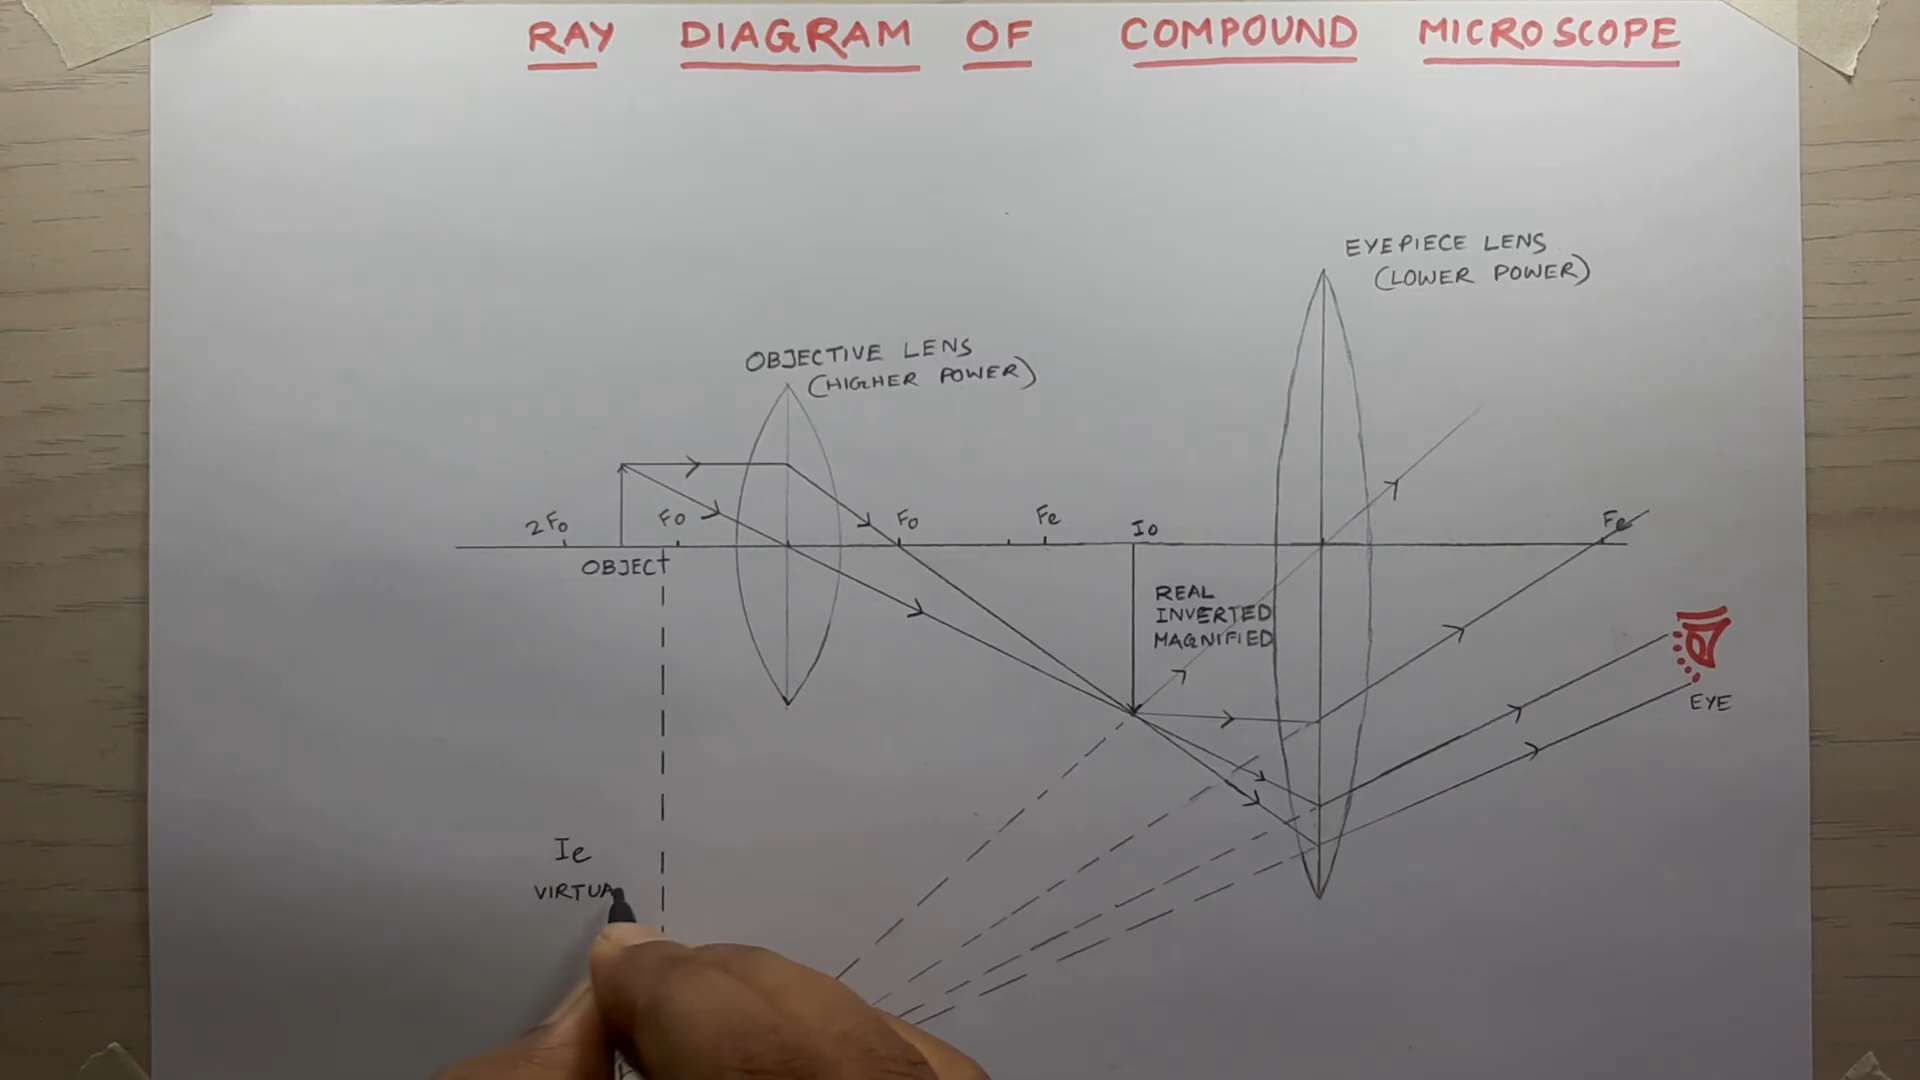 RAY DIAGRAM OF COMPOUND MICROSCOPE
EYEPIECE LENS
(LOWER POWER)
OBJECTIVE LENS
(HIGHER POWER)
2Fo
Fo
Fo
Fe
Io
Fe
OBJECT
REAL
INVERTED
MAGNIFIED
EYE
Ie
VIRTUA